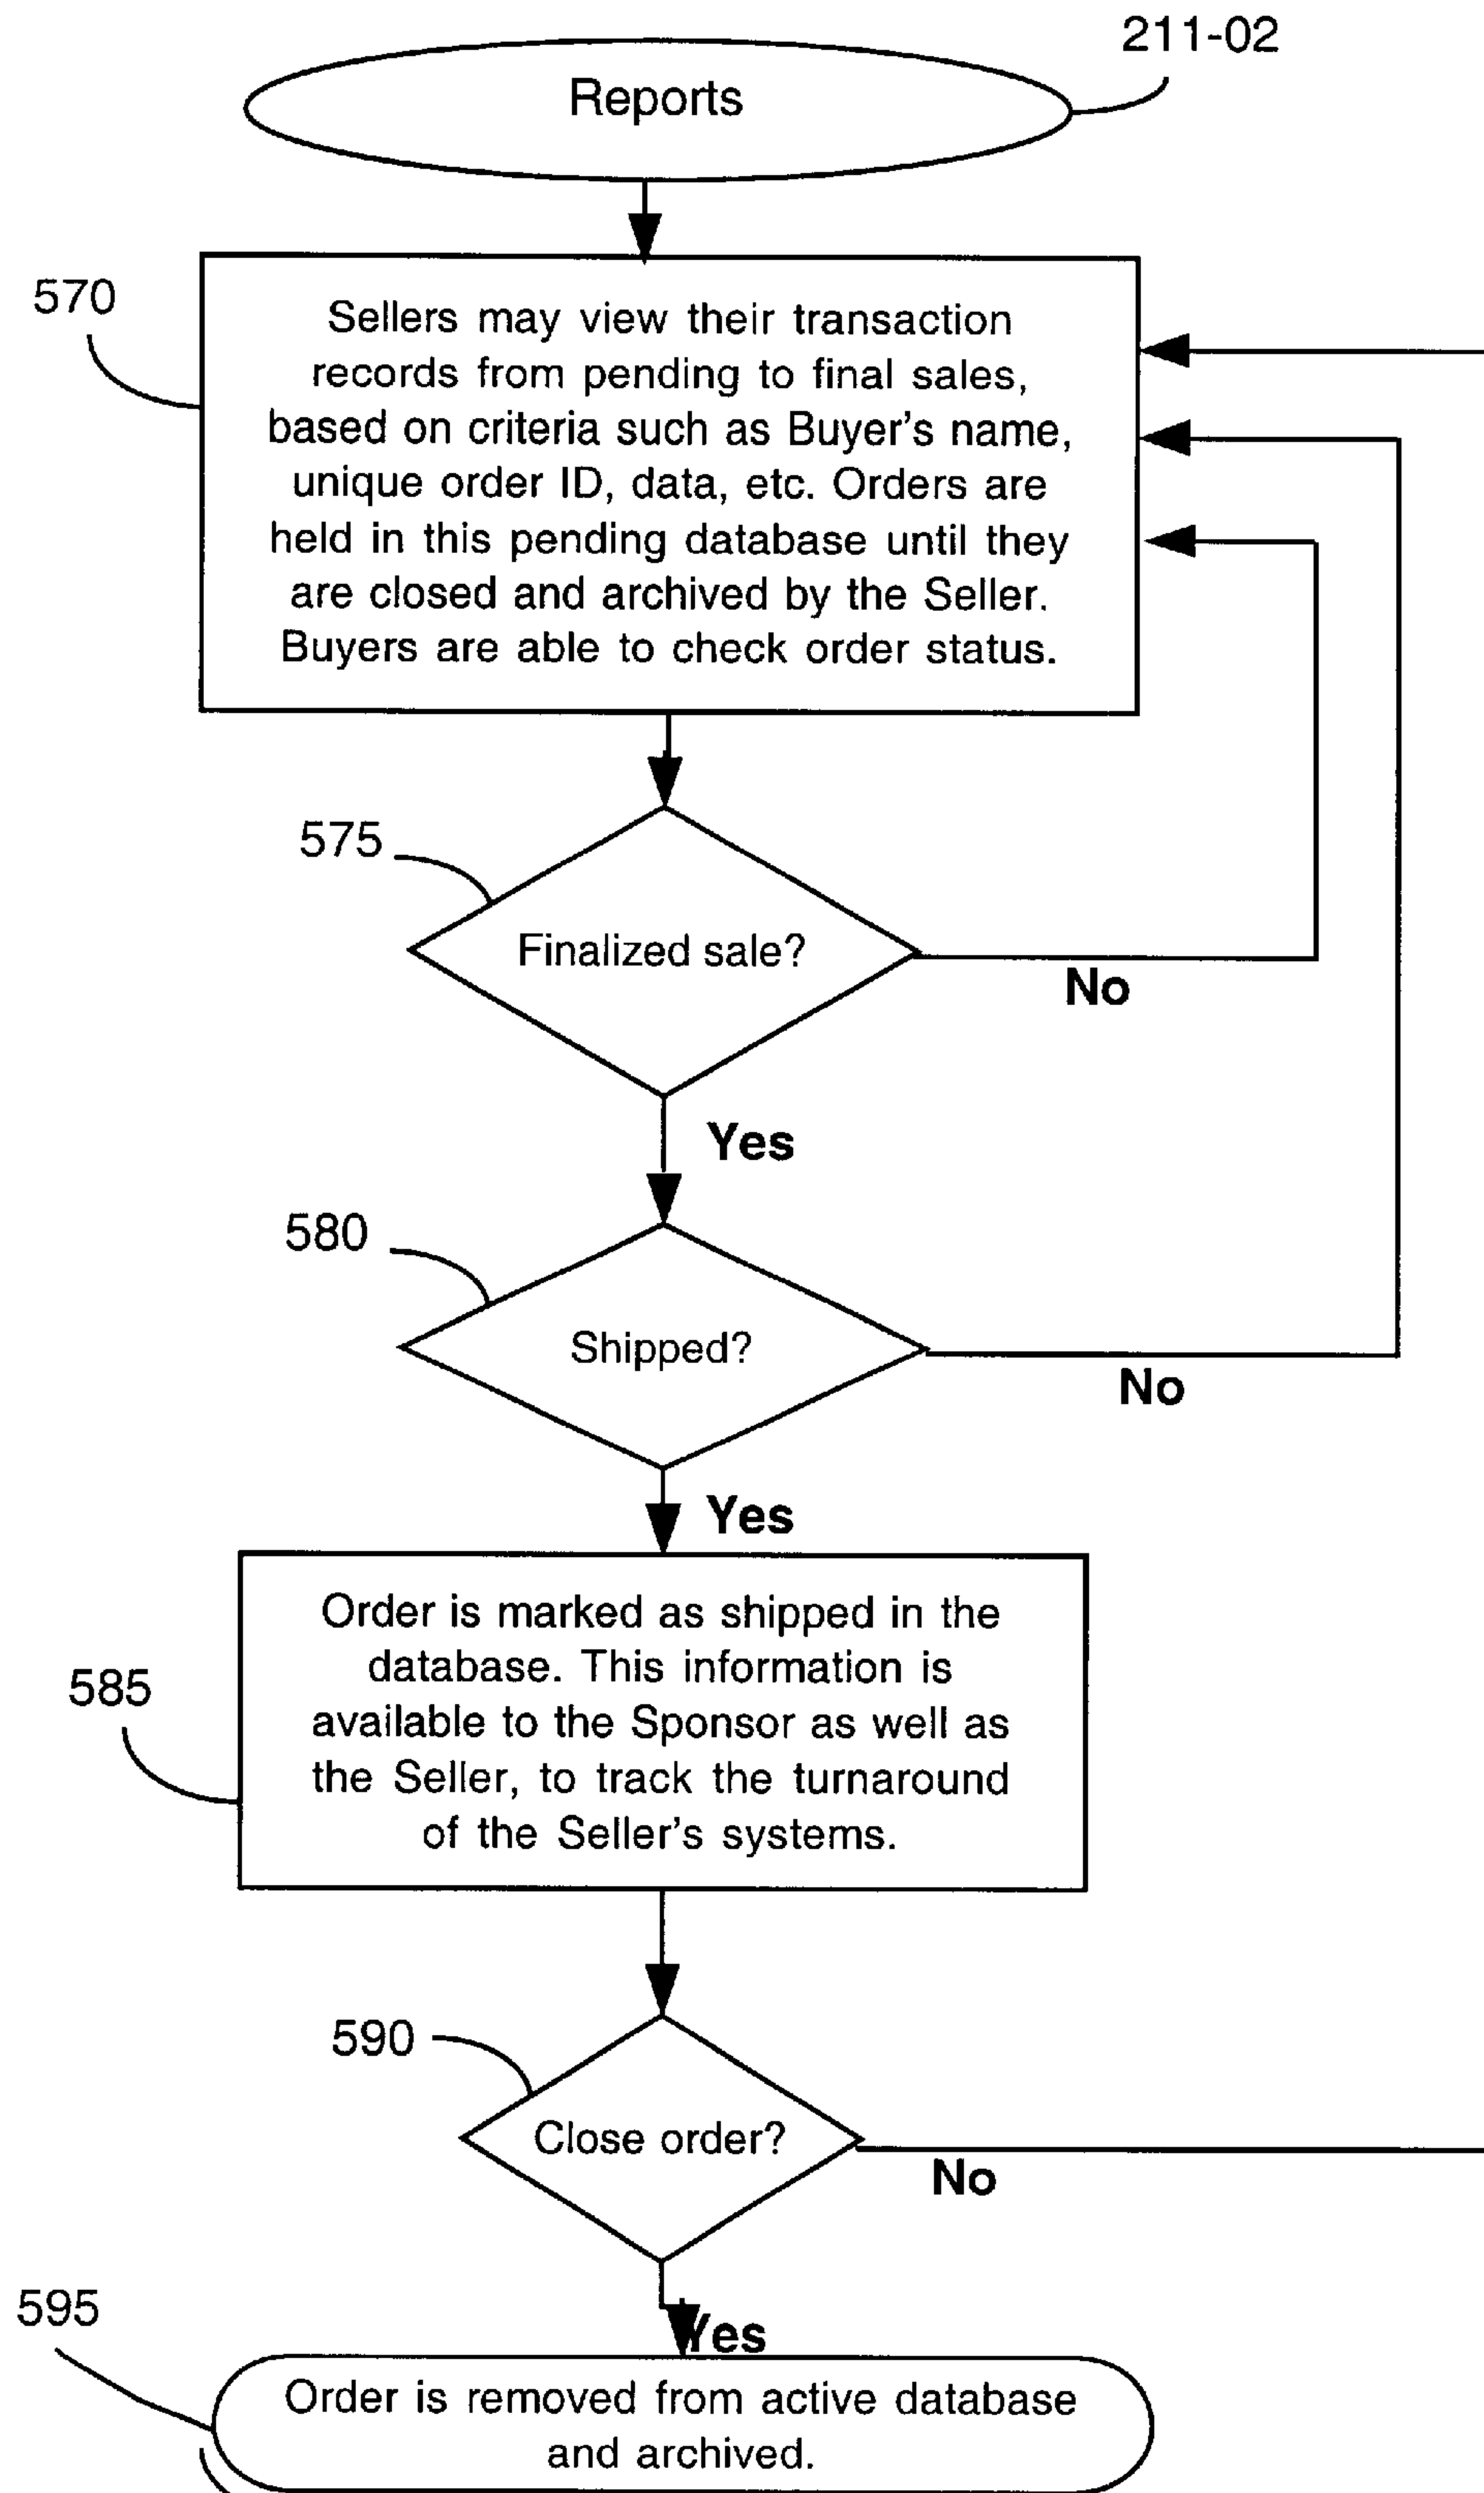 211-02
Reports
570
Sellers may view their transaction
records from pending to final sales,
based on criteria such as Buyer's name,
unique order ID, data, etc. Orders are
held in this pending database until they
are closed and archived by the Seller.
Buyers are able to check order status.
575
Finalized sale?
No
Yes
580
Shipped?
No
Yes
585
Order is marked as shipped in the
database. This information is
available to the Sponsor as well as
the Seller, to track the turnaround
of the Seller's systems.
590
Close order?
No
Yes
595
Order is removed from active database
and archived.